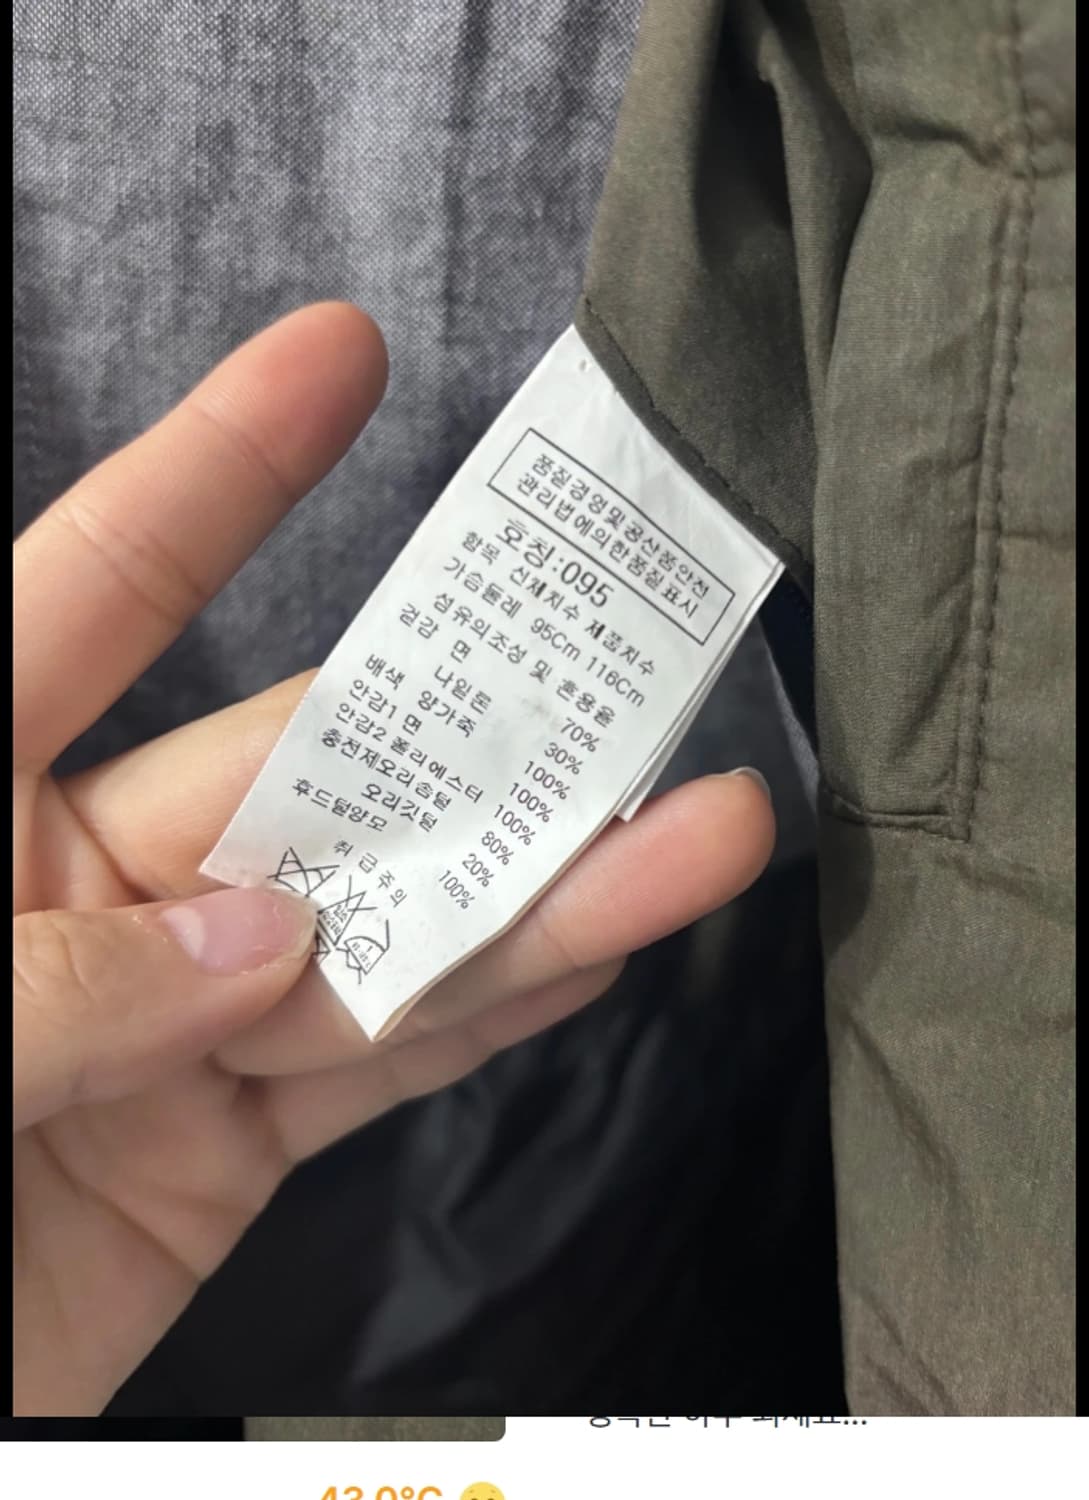 품질경영및공산품안전
관리법에의한품질표시
호칭:095
항목 신체치수 제품치수
가슴둘레 95Cm 116Cm
섬유의조성 및 혼용율
겉감 면 70%
나일론 30%
배색 양가죽 100%
안감1 면 100%
안감2 폴리에스터 100%
충전재오리솜털 80%
오리깃털 20%
후드털양모 100%
취 급 주 의